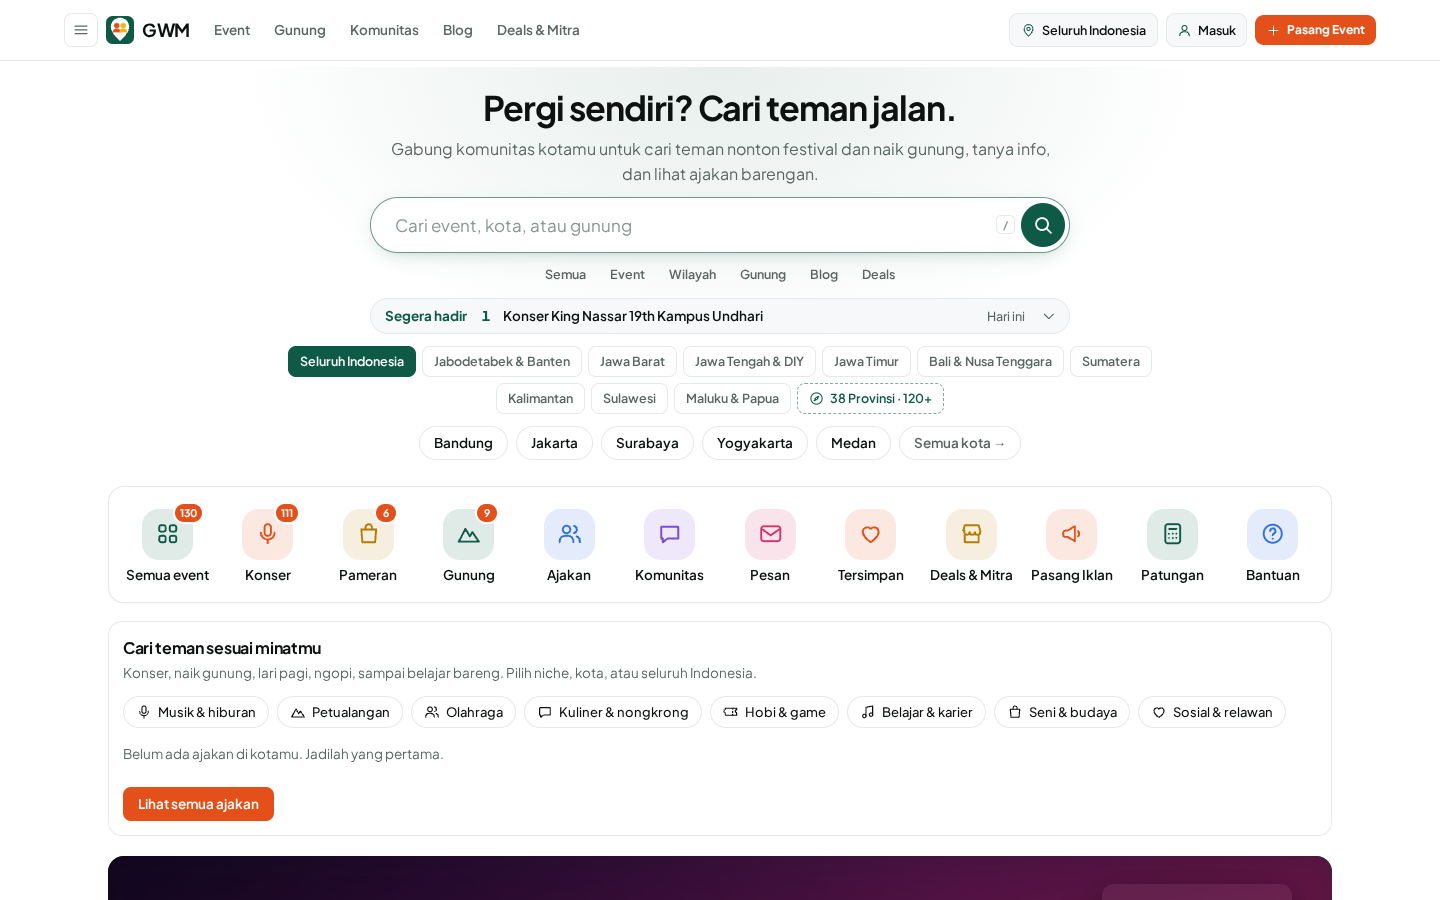 GWM Event Gunung Komunitas Blog Deals & Mitra Seluruh Indonesia Masuk Pasang Event
Pergi sendiri? Cari teman jalan.
Gabung komunitas kotamu untuk cari teman nonton festival dan naik gunung, tanya info,
dan lihat ajakan barengan.
Cari event, kota, atau gunung /
Semua Event Wilayah Gunung Blog Deals
Segera hadir 1 Konser King Nassar 19th Kampus Undhari Hari ini
Seluruh Indonesia Jabodetabek & Banten Jawa Barat Jawa Tengah & DIY Jawa Timur Bali & Nusa Tenggara Sumatera
Kalimantan Sulawesi Maluku & Papua 38 Provinsi · 120+
Bandung Jakarta Surabaya Yogyakarta Medan Semua kota →
130 111 6 9
Semua event Konser Pameran Gunung Ajakan Komunitas Pesan Tersimpan Deals & Mitra Pasang Iklan Patungan Bantuan
Cari teman sesuai minatmu
Konser, naik gunung, lari pagi, ngopi, sampai belajar bareng. Pilih niche, kota, atau seluruh Indonesia.
Musik & hiburan Petualangan Olahraga Kuliner & nongkrong Hobi & game Belajar & karier Seni & budaya Sosial & relawan
Belum ada ajakan di kotamu. Jadilah yang pertama.
Lihat semua ajakan